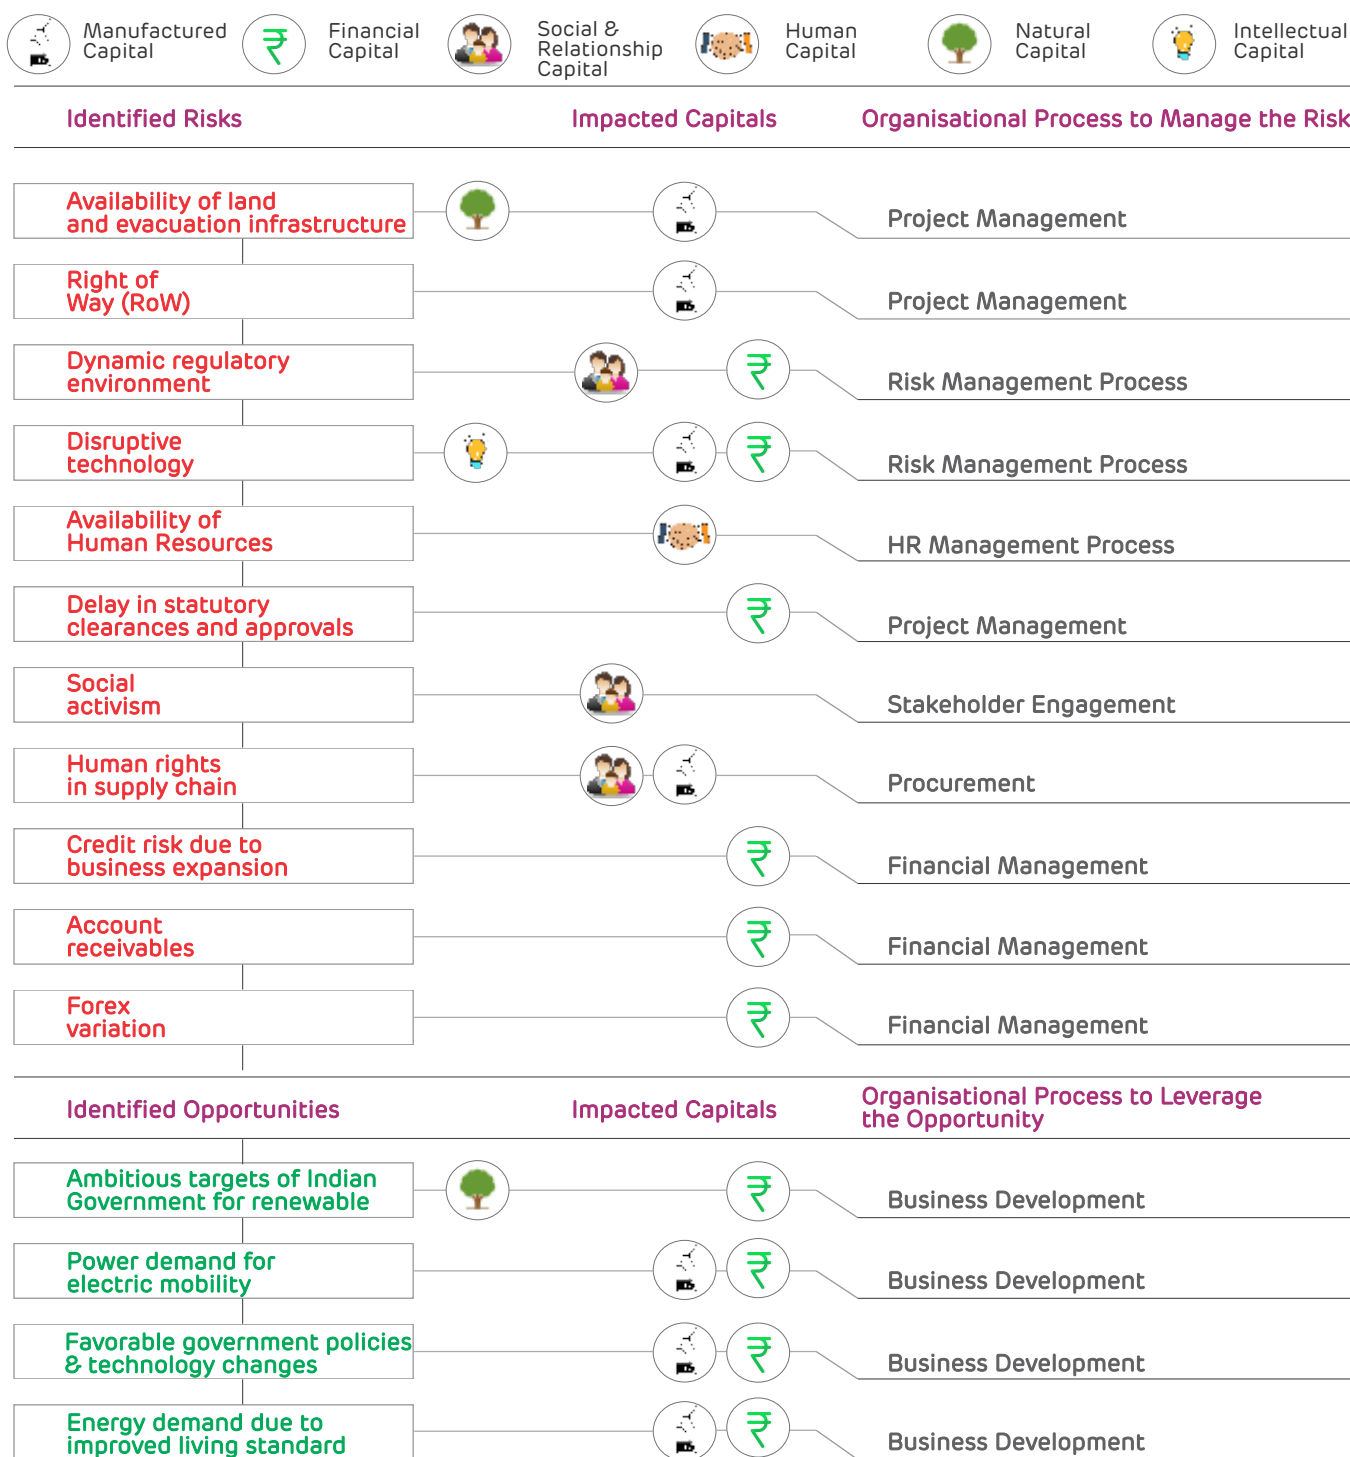 Manufactured
Capital
Financial
Capital
Social &
Relationship
Capital
Human
Capital
Natural
Capital
Intellectual
Capital
Identified Risks
Impacted Capitals
Organisational Process to Manage the Risk
Availability of land
and evacuation infrastructure
Project Management
Right of
Way (RoW)
Project Management
Dynamic regulatory
environment
Risk Management Process
Disruptive
technology
Risk Management Process
Availability of
Human Resources
HR Management Process
Delay in statutory
clearances and approvals
Project Management
Social
activism
Stakeholder Engagement
Human rights
in supply chain
Procurement
Credit risk due to
business expansion
Financial Management
Account
receivables
Financial Management
Forex
variation
Financial Management
Identified Opportunities
Impacted Capitals
Organisational Process to Leverage
the Opportunity
Ambitious targets of Indian
Government for renewable
Business Development
Power demand for
electric mobility
Business Development
Favorable government policies
& technology changes
Business Development
Energy demand due to
improved living standard
Business Development